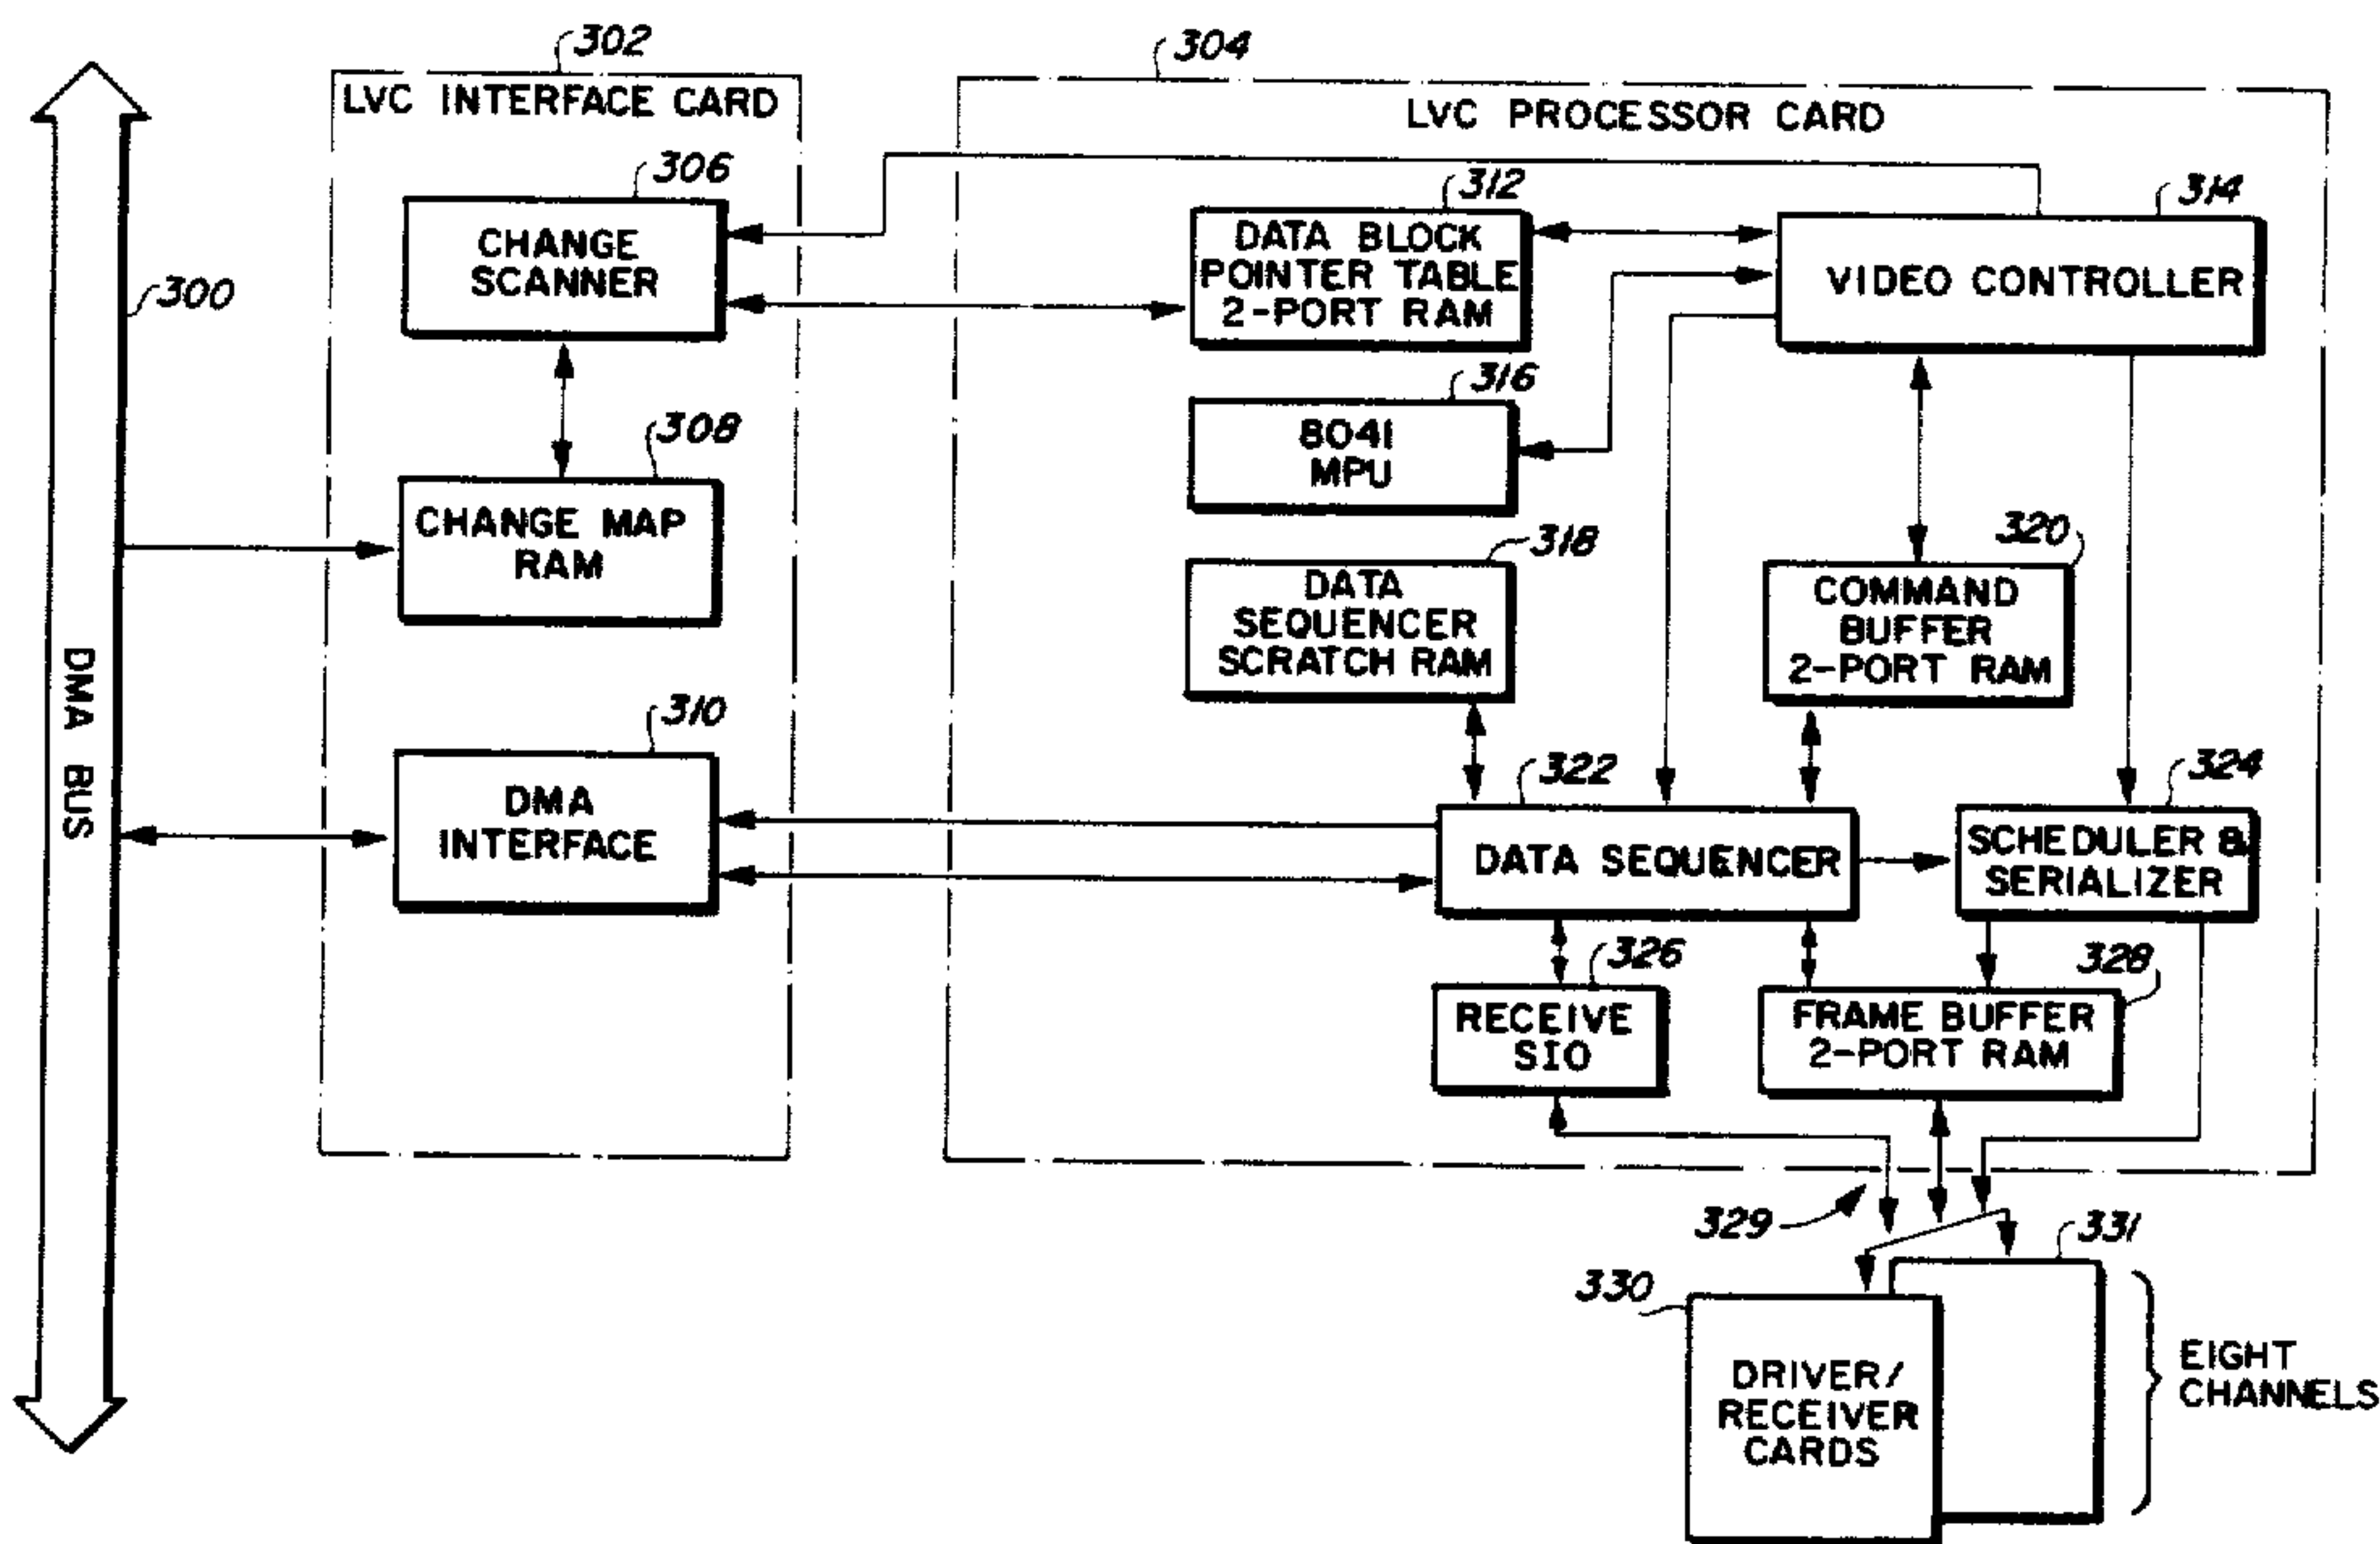 302
304
LVC INTERFACE CARD
LVC PROCESSOR CARD
306
312
314
CHANGE
SCANNER
DATA BLOCK
POINTER TABLE
2-PORT RAM
VIDEO CONTROLLER
300
316
8041
MPU
308
CHANGE MAP
RAM
318
320
DATA
SEQUENCER
SCRATCH RAM
COMMAND
BUFFER
2-PORT RAM
DMA BUS
310
322
324
DMA
INTERFACE
DATA SEQUENCER
SCHEDULER &
SERIALIZER
326
328
RECEIVE
SIO
FRAME BUFFER
2-PORT RAM
329
331
330
DRIVER/
RECEIVER
CARDS
EIGHT
CHANNELS